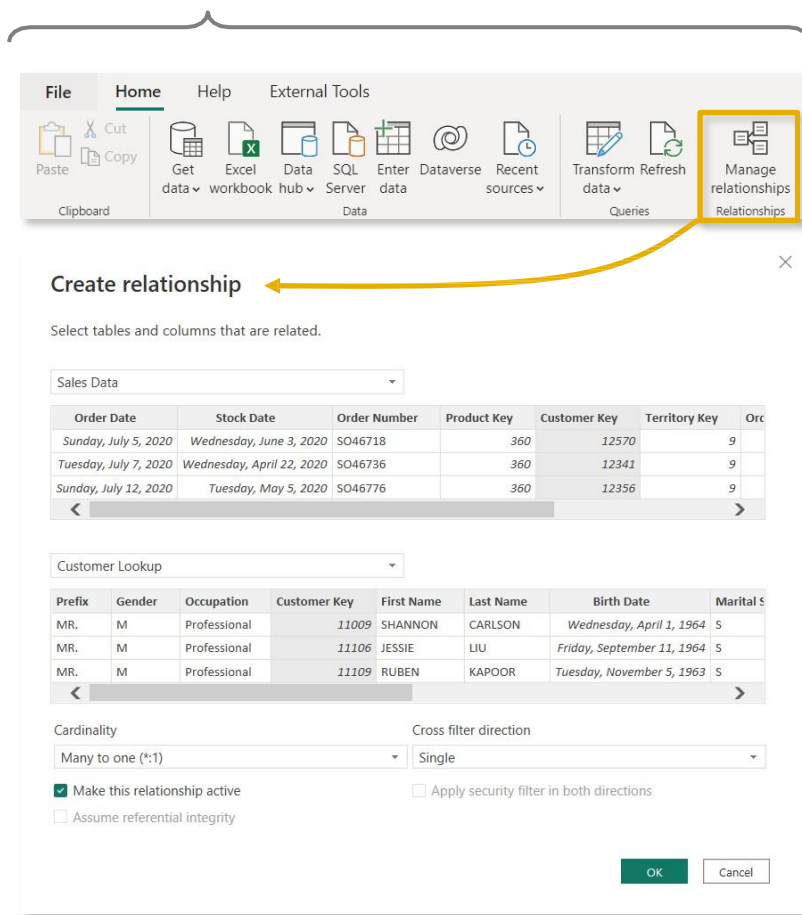 File Home Help External Tools
Paste Cut Copy
Get data Excel workbook Data hub SQL Server Enter data Dataverse Recent sources Transform data Refresh Manage relationships
Clipboard Data Queries Relationships
Create relationship
Select tables and columns that are related.
Sales Data
Order Date Stock Date Order Number Product Key Customer Key Territory Key Orc
Sunday, July 5, 2020 Wednesday, June 3, 2020 SO46718 360 12570 9
Tuesday, July 7, 2020 Wednesday, April 22, 2020 SO46736 360 12341 9
Sunday, July 12, 2020 Tuesday, May 5, 2020 SO46776 360 12356 9
Customer Lookup
Prefix Gender Occupation Customer Key First Name Last Name Birth Date Marital S
MR. M Professional 11009 SHANNON CARLSON Wednesday, April 1, 1964 S
MR. M Professional 11106 JESSIE LIU Friday, September 11, 1964 S
MR. M Professional 11109 RUBEN KAPOOR Tuesday, November 5, 1963 S
Cardinality Cross filter direction
Many to one (*:1) Single
Make this relationship active Apply security filter in both directions
Assume referential integrity
OK Cancel